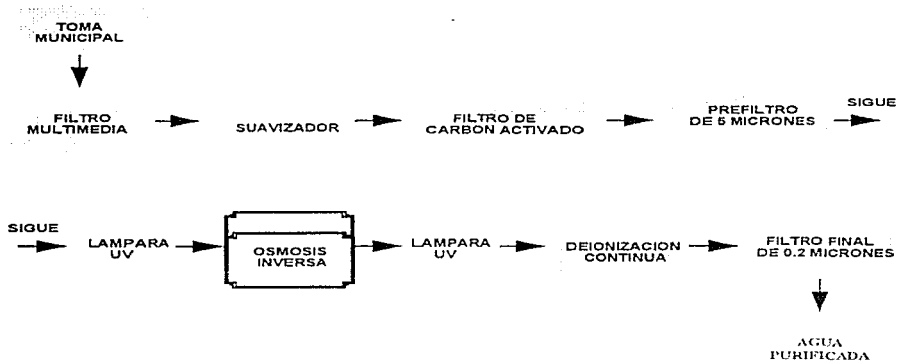 TOMA
MUNICIPAL
FILTRO
MULTIMEDIA
SUAVIZADOR
FILTRO DE
CARBON ACTIVADO
PREFILTRO
DE 5 MICRONES
SIGUE
SIGUE
LAMPARA
UV
OSMOSIS
INVERSA
LAMPARA
UV
DEIONIZACION
CONTINUA
FILTRO FINAL
DE 0.2 MICRONES
AGUA
PURIFICADA